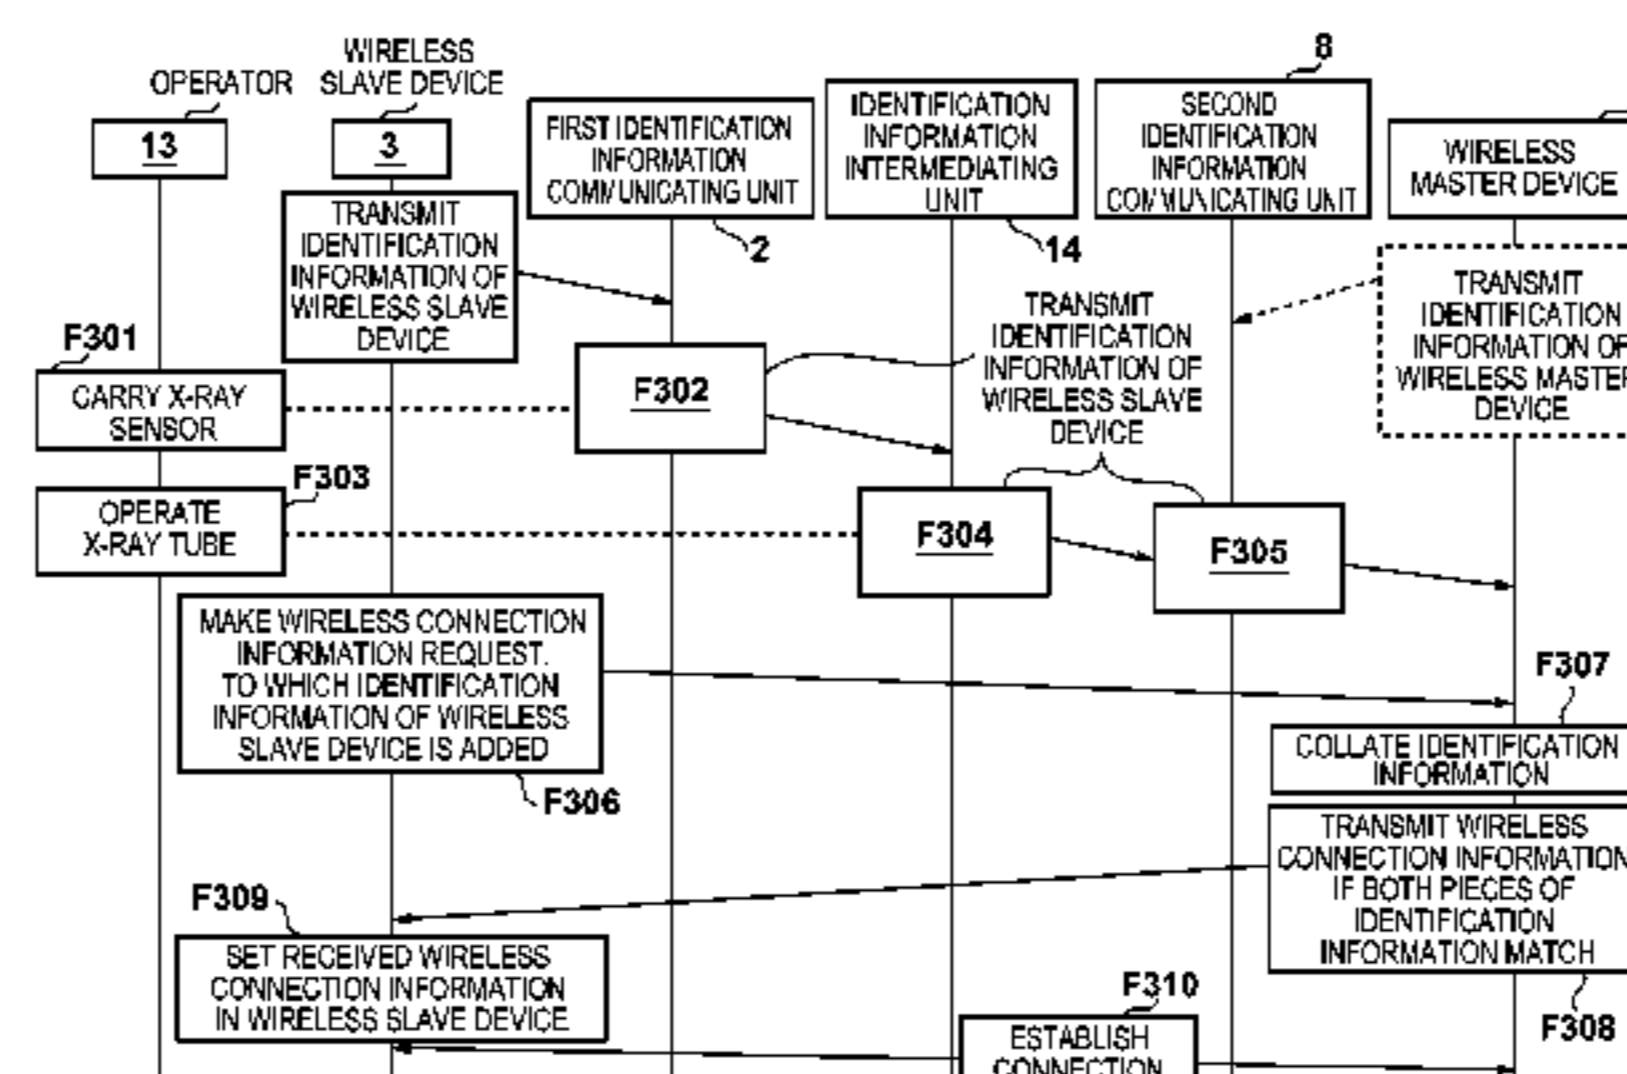 OPERATOR
13
WIRELESS
SLAVE DEVICE
3
FIRST IDENTIFICATION
INFORMATION
COMMUNICATING UNIT
2
IDENTIFICATION
INFORMATION
INTERMEDIATING
UNIT
14
8
SECOND
IDENTIFICATION
INFORMATION
COMMUNICATING UNIT
WIRELESS
MASTER DEVICE
TRANSMIT
IDENTIFICATION
INFORMATION OF
WIRELESS SLAVE
DEVICE
TRANSMIT
IDENTIFICATION
INFORMATION OF
WIRELESS MASTER
DEVICE
F301
CARRY X-RAY
SENSOR
F302
TRANSMIT
IDENTIFICATION
INFORMATION OF
WIRELESS SLAVE
DEVICE
F303
OPERATE
X-RAY TUBE
F304
F305
MAKE WIRELESS CONNECTION
INFORMATION REQUEST,
TO WHICH IDENTIFICATION
INFORMATION OF WIRELESS
SLAVE DEVICE IS ADDED
F306
F307
COLLATE IDENTIFICATION
INFORMATION
TRANSMIT WIRELESS
CONNECTION INFORMATION
IF BOTH PIECES OF
IDENTIFICATION
INFORMATION MATCH
F308
F309
SET RECEIVED WIRELESS
CONNECTION INFORMATION
IN WIRELESS SLAVE DEVICE
F310
ESTABLISH
CONNECTION